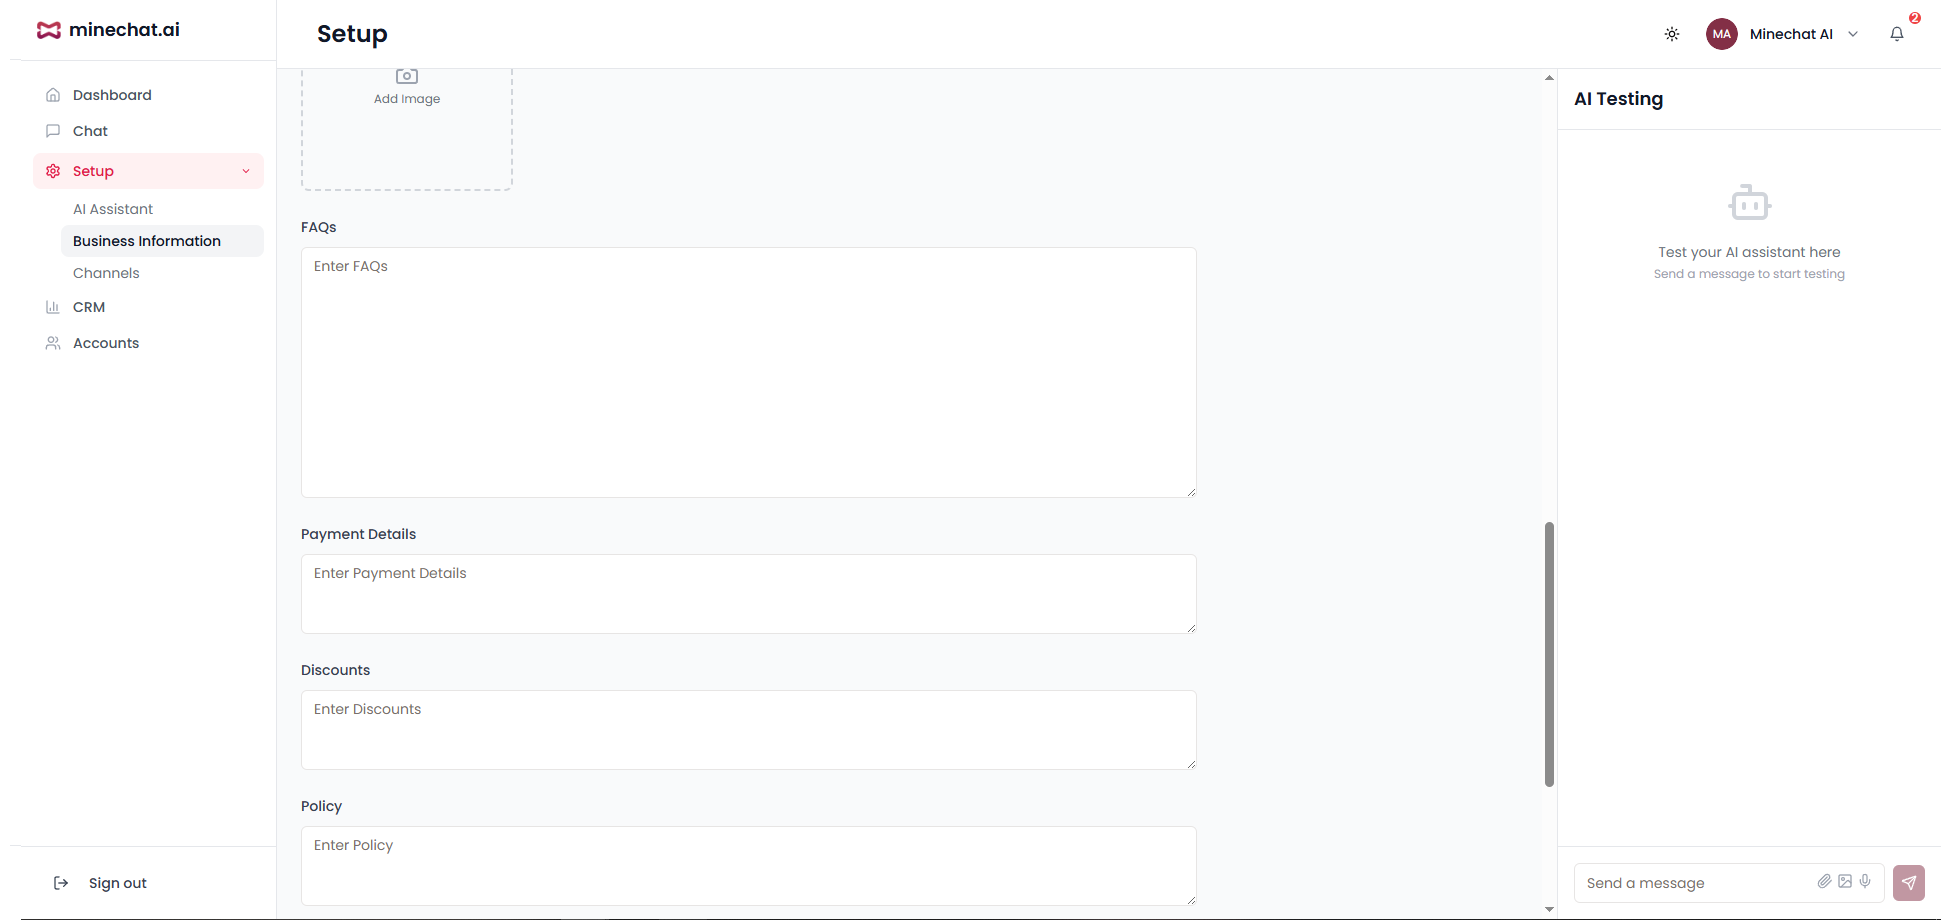 minechat.ai
Setup
MA
Minechat AI
2
Dashboard
Chat
Setup
AI Assistant
Business Information
Channels
CRM
Accounts
Sign out
Add Image
FAQs
Enter FAQs
Payment Details
Enter Payment Details
Discounts
Enter Discounts
Policy
Enter Policy
AI Testing
Test your AI assistant here
Send a message to start testing
Send a message